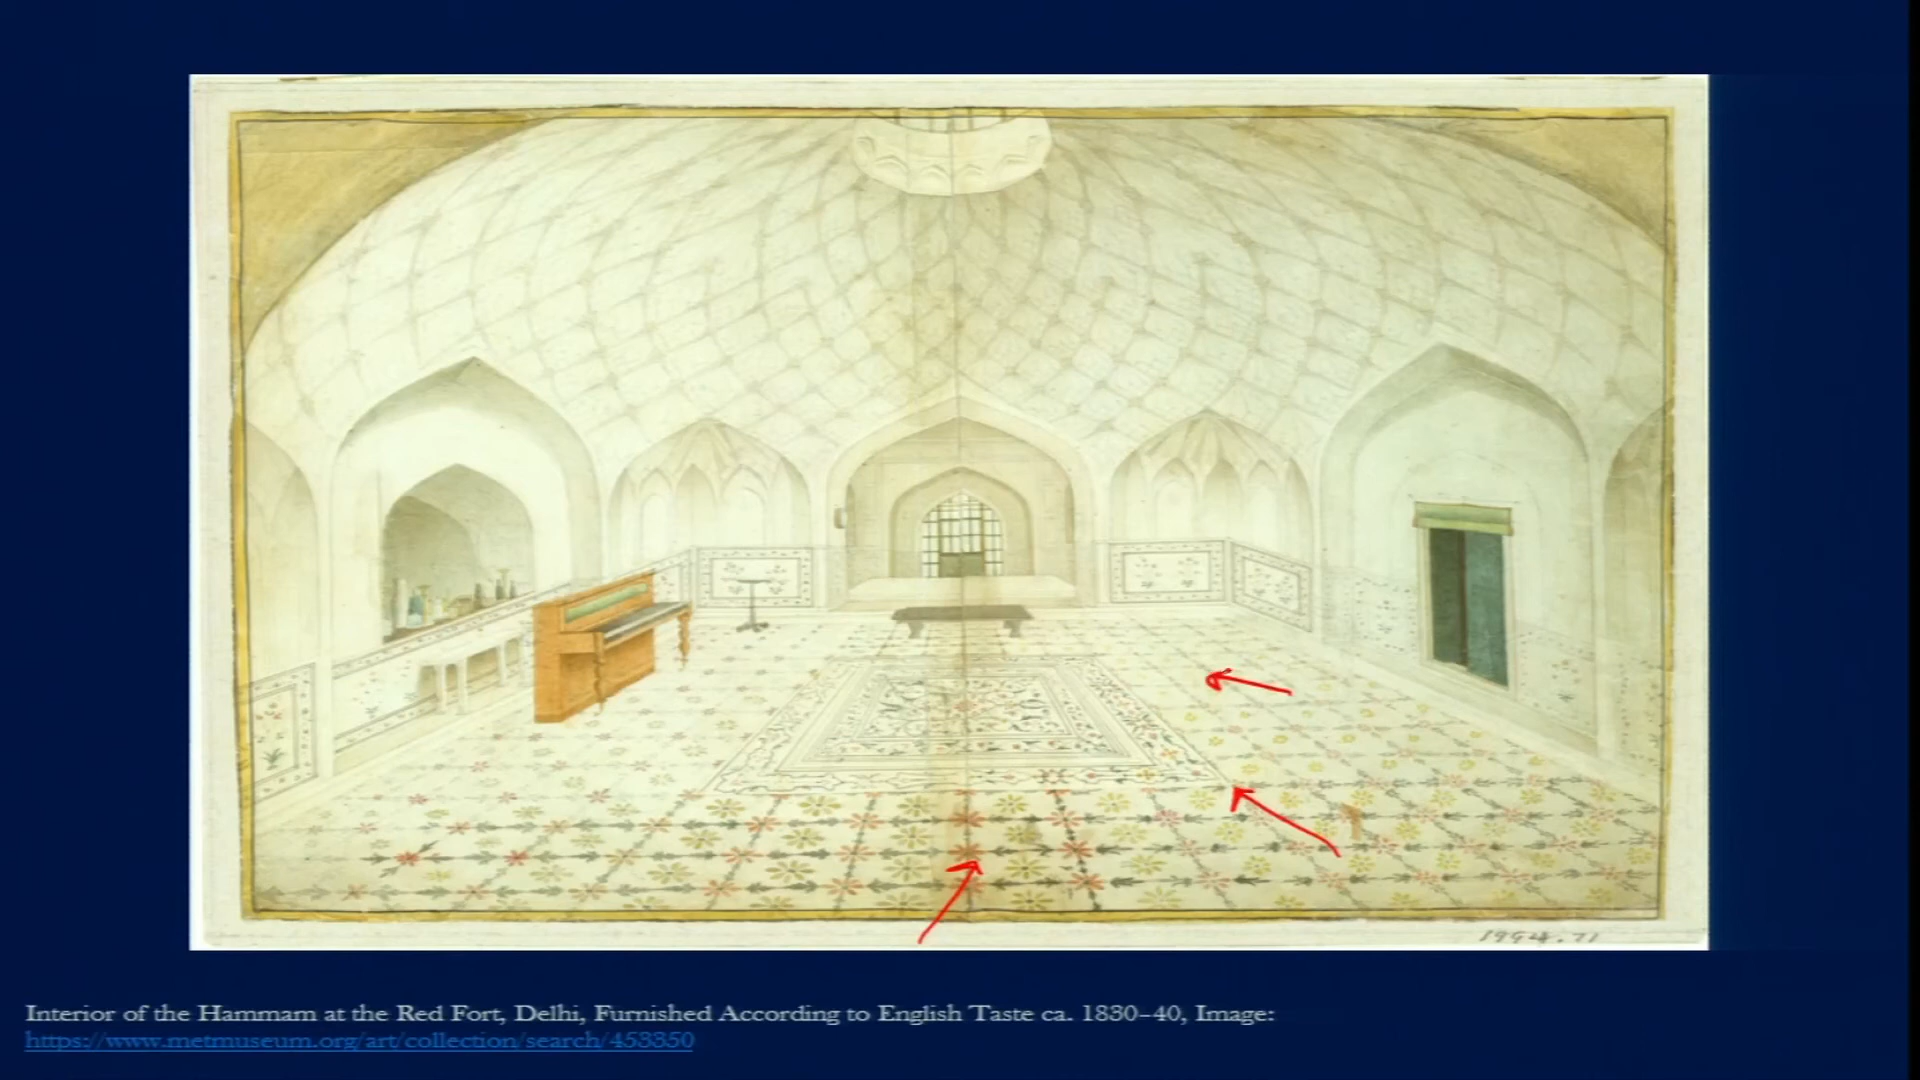 1994.71
Interior of the Hammam at the Red Fort, Delhi, Furnished According to English Taste ca. 1830–40, Image:
https://www.metmuseum.org/art/collection/search/453350